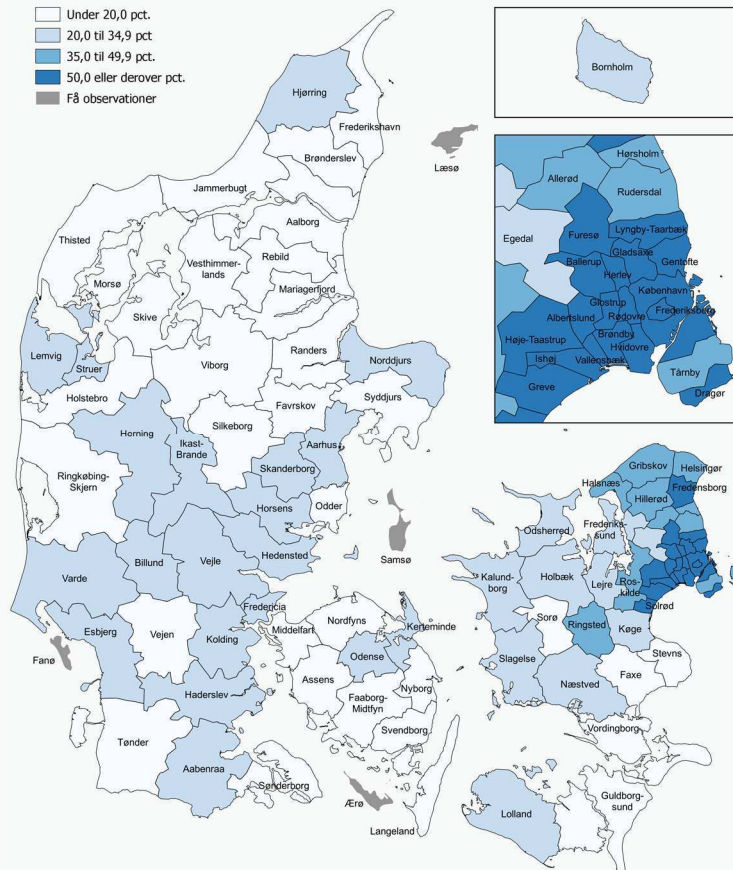 Under 20,0 pct.
20,0 til 34,9 pct.
35,0 til 49,9 pct.
50,0 eller derover pct.
Få observationer
Bornholm
Hjørring
Frederikshavn
Brønderslev
Læsø
Jammerbugt
Aalborg
Thisted
Vesthimmer-
lands
Rebild
Morsø
Mariagerfjord
Skive
Lemvig
Struer
Viborg
Randers
Norddjurs
Holstebro
Favrskov
Syddjurs
Silkeborg
Herning
Ikast-
Brande
Aarhus
Skanderborg
Ringkøbing-
Skjern
Horsens
Odder
Samsø
Hedensted
Varde
Billund
Vejle
Fredericia
Esbjerg
Vejen
Kolding
Middelfart
Nordfyns
Kerteminde
Fanø
Odense
Haderslev
Assens
Nyborg
Faaborg-
Midtfyn
Svendborg
Tønder
Aabenraa
Sønderborg
Ærø
Langeland
Hørsholm
Allerød
Rudersdal
Egedal
Furesø
Lyngby-Taarbæk
Gladsaxe
Ballerup
Gentofte
Herlev
København
Glostrup
Frederiksberg
Albertslund
Rødovre
Høje-Taastrup
Brøndby
Hvidovre
Ishøj
Vallensbæk
Tårnby
Greve
Dragør
Gribskov
Helsingør
Halsnæs
Fredensborg
Hillerød
Odsherred
Frederiks-
sund
Kalund-
borg
Holbæk
Lejre
Ros-
kilde
Solrød
Sorø
Ringsted
Køge
Stevns
Slagelse
Næstved
Faxe
Vordingborg
Guldborg-
sund
Lolland